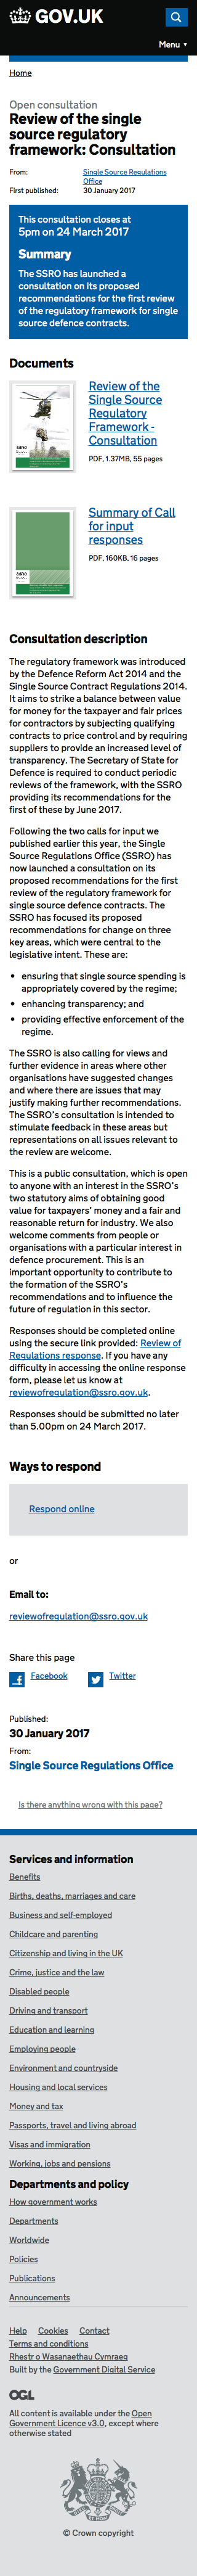 GOV.UK
Menu ▼
Home
Open consultation
Review of the single
source regulatory
framework: Consultation
From: Single Source Regulations
Office
First published: 30 January 2017
This consultation closes at
5pm on 24 March 2017
Summary
The SSRO has launched a
consultation on its proposed
recommendations for the first review
of the regulatory framework for single
source defence contracts.
Documents
Review of the
Single Source
Regulatory
Framework -
Consultation
PDF, 1.37MB, 55 pages
SSRO
Summary of Call
for input
responses
PDF, 160KB, 16 pages
SSRO
Consultation description
The regulatory framework was introduced
by the Defence Reform Act 2014 and the
Single Source Contract Regulations 2014.
It aims to strike a balance between value
for money for the taxpayer and fair prices
for contractors by subjecting qualifying
contracts to price control and by requiring
suppliers to provide an increased level of
transparency. The Secretary of State for
Defence is required to conduct periodic
reviews of the framework, with the SSRO
providing its recommendations for the
first of these by June 2017.
Following the two calls for input we
published earlier this year, the Single
Source Regulations Office (SSRO) has
now launched a consultation on its
proposed recommendations for the first
review of the regulatory framework for
single source defence contracts. The
SSRO has focused its proposed
recommendations for change on three
key areas, which were central to the
legislative intent. These are:
• ensuring that single source spending is
appropriately covered by the regime;
• enhancing transparency; and
• providing effective enforcement of the
regime.
The SSRO is also calling for views and
further evidence in areas where other
organisations have suggested changes
and where there are issues that may
justify making further recommendations.
The SSRO's consultation is intended to
stimulate feedback in these areas but
representations on all issues relevant to
the review are welcome.
This is a public consultation, which is open
to anyone with an interest in the SSRO's
two statutory aims of obtaining good
value for taxpayers' money and a fair and
reasonable return for industry. We also
welcome comments from people or
organisations with a particular interest in
defence procurement. This is an
important opportunity to contribute to
the formation of the SSRO's
recommendations and to influence the
future of regulation in this sector.
Responses should be completed online
using the secure link provided: Review of
Regulations response. If you have any
difficulty in accessing the online response
form, please let us know at
reviewofregulation@ssro.gov.uk.
Responses should be submitted no later
than 5.00pm on 24 March 2017.
Ways to respond
Respond online
or
Email to:
reviewofregulation@ssro.gov.uk
Share this page
Facebook Twitter
Published:
30 January 2017
From:
Single Source Regulations Office
Is there anything wrong with this page?
Services and information
Benefits
Births, deaths, marriages and care
Business and self-employed
Childcare and parenting
Citizenship and living in the UK
Crime, justice and the law
Disabled people
Driving and transport
Education and learning
Employing people
Environment and countryside
Housing and local services
Money and tax
Passports, travel and living abroad
Visas and immigration
Working, jobs and pensions
Departments and policy
How government works
Departments
Worldwide
Policies
Publications
Announcements
Help Cookies Contact
Terms and conditions
Rhestr o Wasanaethau Cymraeg
Built by the Government Digital Service
OGL
All content is available under the Open
Government Licence v3.0, except where
otherwise stated
© Crown copyright